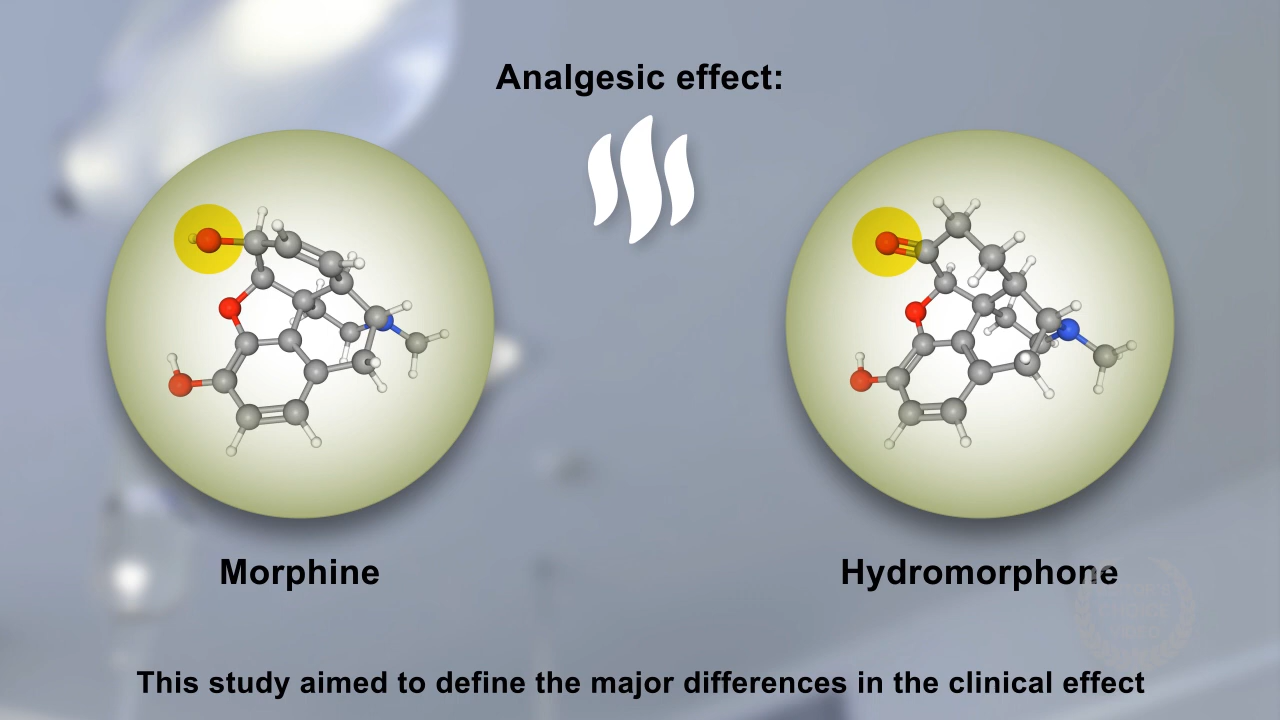 Analgesic effect:
Morphine
Hydromorphone
This study aimed to define the major differences in the clinical effect